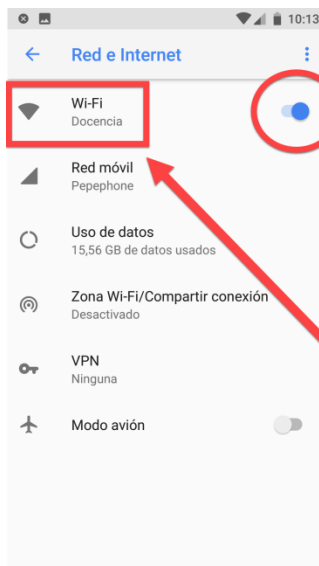 10:13
Red e Internet
Wi-Fi
Docencia
Red móvil
Pepephone
Uso de datos
15,56 GB de datos usados
Zona Wi-Fi/Compartir conexión
Desactivado
VPN
Ninguna
Modo avión